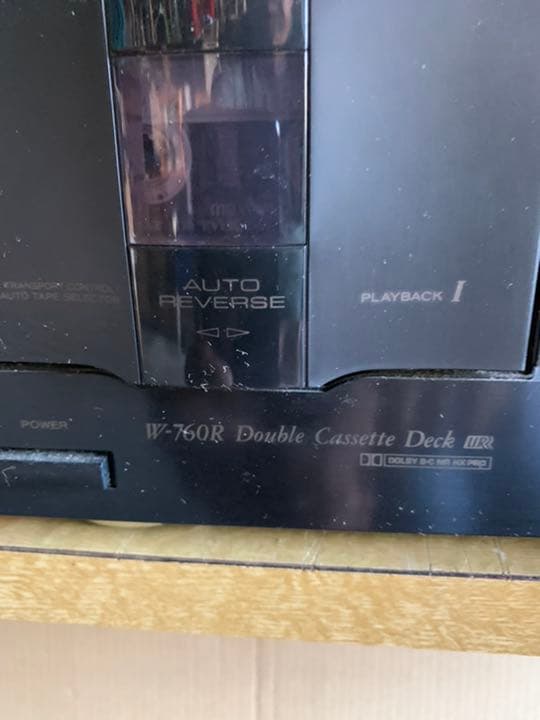 TRANSPORT CONTROL
AUTO TAPE SELECTOR
AUTO
REVERSE
PLAYBACK I
POWER
W-760R Double Cassette Deck
DOLBY B·C NR HX PRO